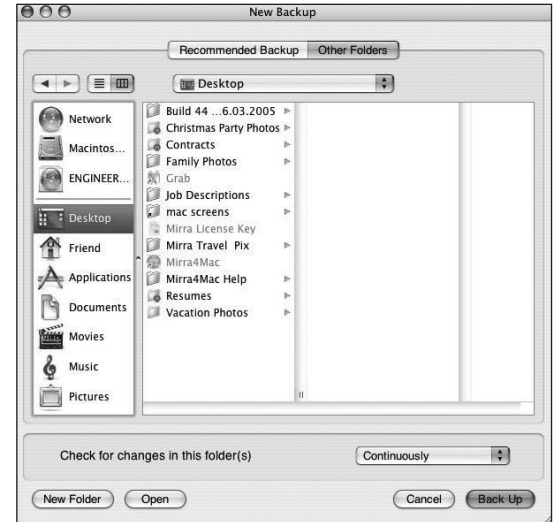 New Backup
Recommended Backup
Other Folders
Desktop
Network
Macintos...
ENGINEER...
Desktop
Friend
Applications
Documents
Movies
Music
Pictures
Build 44 ...6.03.2005
Christmas Party Photos
Contracts
Family Photos
Grab
Job Descriptions
mac screens
Mirra License Key
Mirra Travel Pix
Mirra4Mac
Mirra4Mac Help
Resumes
Vacation Photos
Check for changes in this folder(s)
Continuously
New Folder
Open
Cancel
Back Up